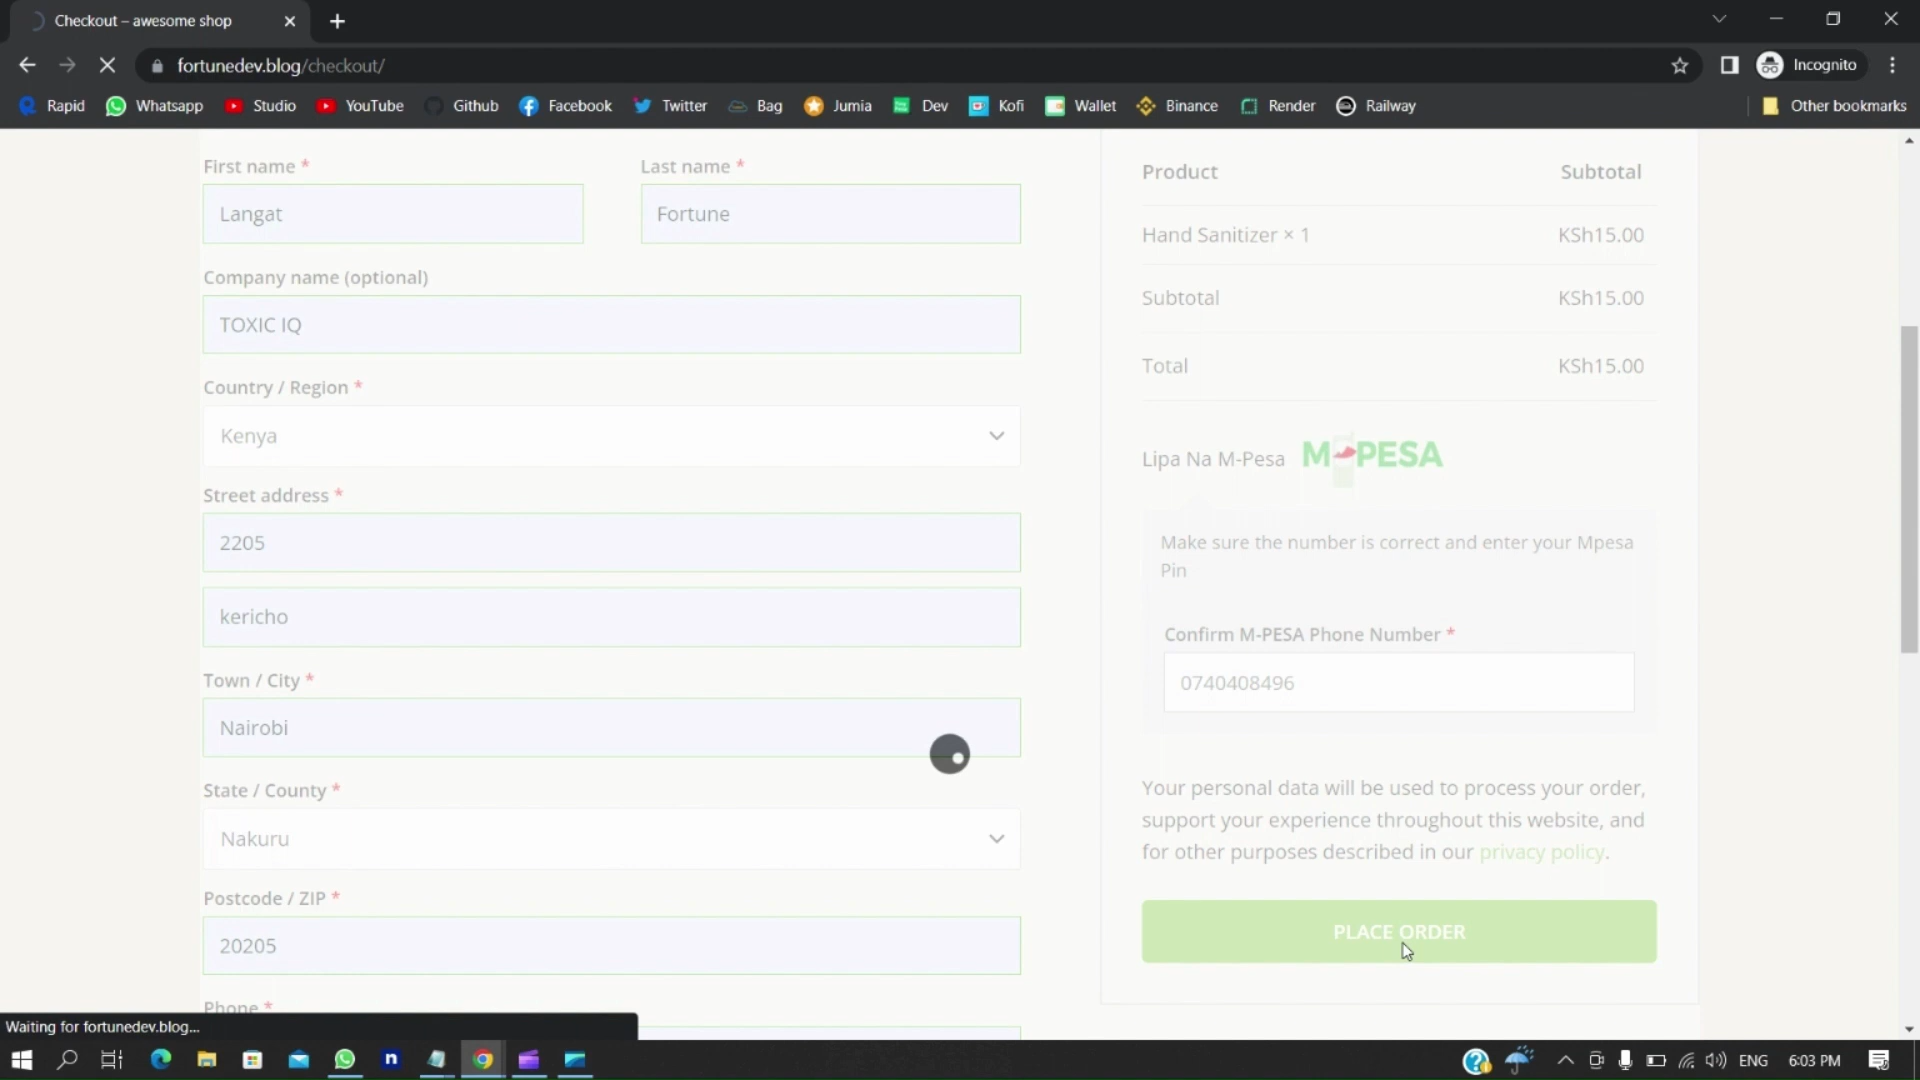 Checkout – awesome shop
fortunedev.blog/checkout/
Incognito
Rapid Whatsapp Studio YouTube Github Facebook Twitter Bag Jumia Dev Kofi Wallet Binance Render Railway Other bookmarks
First name *
Last name *
Langat
Fortune
Company name (optional)
TOXIC IQ
Country / Region *
Kenya
Street address *
2205
kericho
Town / City *
Nairobi
State / County *
Nakuru
Postcode / ZIP *
20205
Phone *
Product Subtotal
Hand Sanitizer × 1 KSh15.00
Subtotal KSh15.00
Total KSh15.00
Lipa Na M-Pesa M-PESA
Make sure the number is correct and enter your Mpesa
Pin
Confirm M-PESA Phone Number *
0740408496
Your personal data will be used to process your order,
support your experience throughout this website, and
for other purposes described in our privacy policy.
PLACE ORDER
Waiting for fortunedev.blog...
ENG 6:03 PM